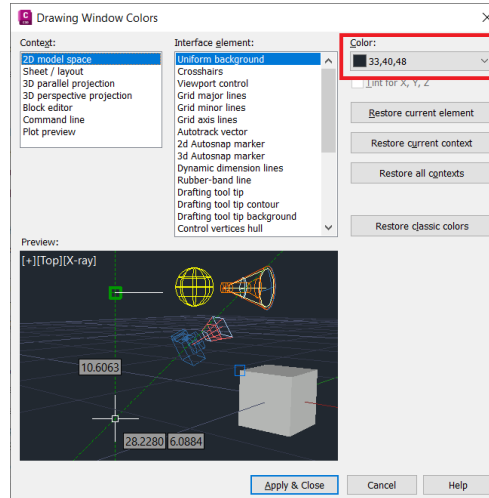 Drawing Window Colors
Context:
2D model space
Sheet / layout
3D parallel projection
3D perspective projection
Block editor
Command line
Plot preview
Interface element:
Uniform background
Crosshairs
Viewport control
Grid major lines
Grid minor lines
Grid axis lines
Autotrack vector
2d Autosnap marker
3d Autosnap marker
Dynamic dimension lines
Rubber-band line
Drafting tool tip
Drafting tool tip contour
Drafting tool tip background
Control vertices hull
Color:
33,40,48
Tint for X, Y, Z
Restore current element
Restore current context
Restore all contexts
Restore classic colors
Preview:
[+][Top][X-ray]
10.6063
28.2280 6.0884
Apply & Close
Cancel
Help